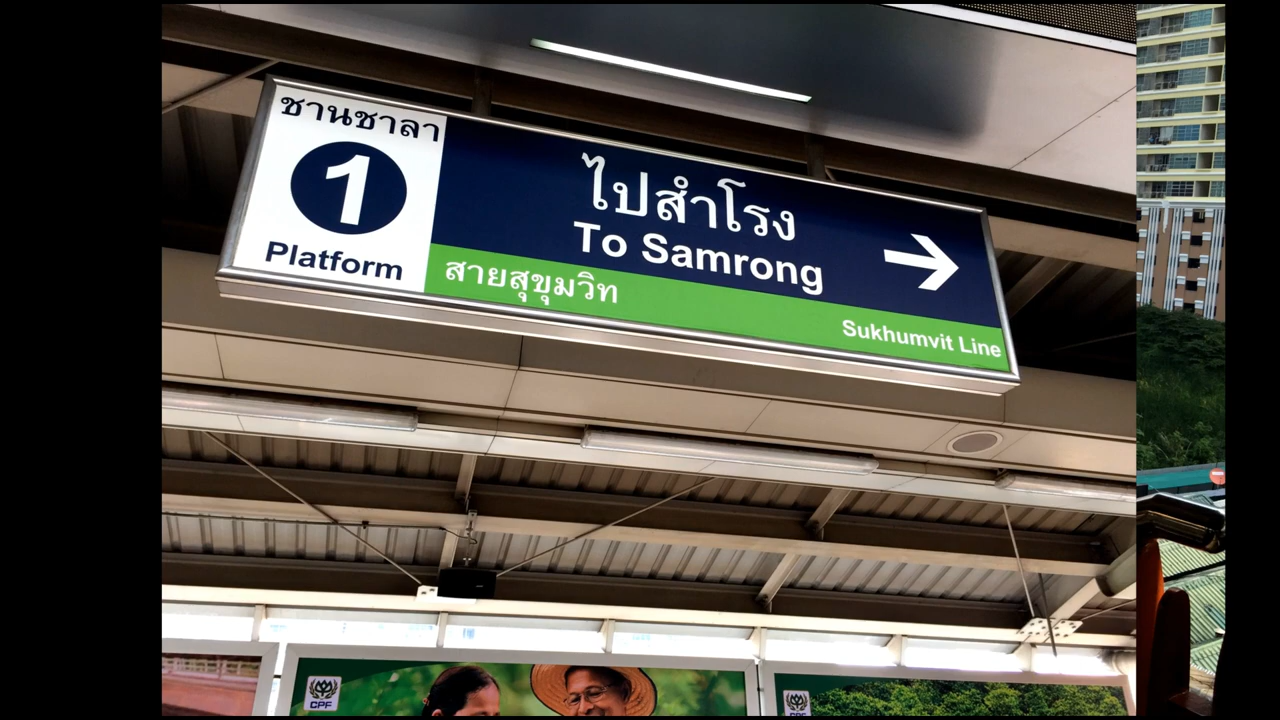 ชานชาลา
1
Platform
ไปสำโรง
To Samrong
สายสุขุมวิท
Sukhumvit Line
CPF
CPF